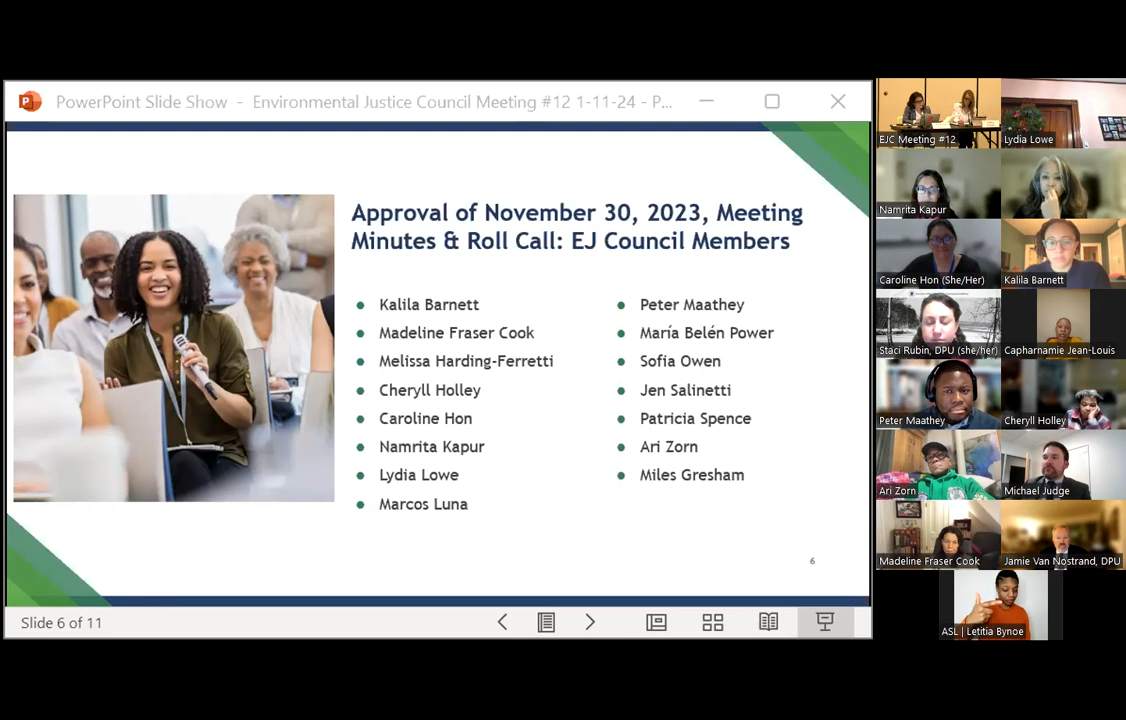 PowerPoint Slide Show - Environmental Justice Council Meeting #12 1-11-24 - P...
Approval of November 30, 2023, Meeting
Minutes & Roll Call: EJ Council Members
Kalila Barnett
Madeline Fraser Cook
Melissa Harding-Ferretti
Cheryll Holley
Caroline Hon
Namrita Kapur
Lydia Lowe
Marcos Luna
Peter Maathey
María Belén Power
Sofia Owen
Jen Salinetti
Patricia Spence
Ari Zorn
Miles Gresham
6
Slide 6 of 11
EJC Meeting #12
Lydia Lowe
Namrita Kapur
Caroline Hon (She/Her)
Kalila Barnett
Staci Rubin, DPU (she/her)
Capharnamie Jean-Louis
Peter Maathey
Cheryll Holley
Ari Zorn
Michael Judge
Madeline Fraser Cook
Jamie Van Nostrand, DPU
ASL | Letitia Bynoe